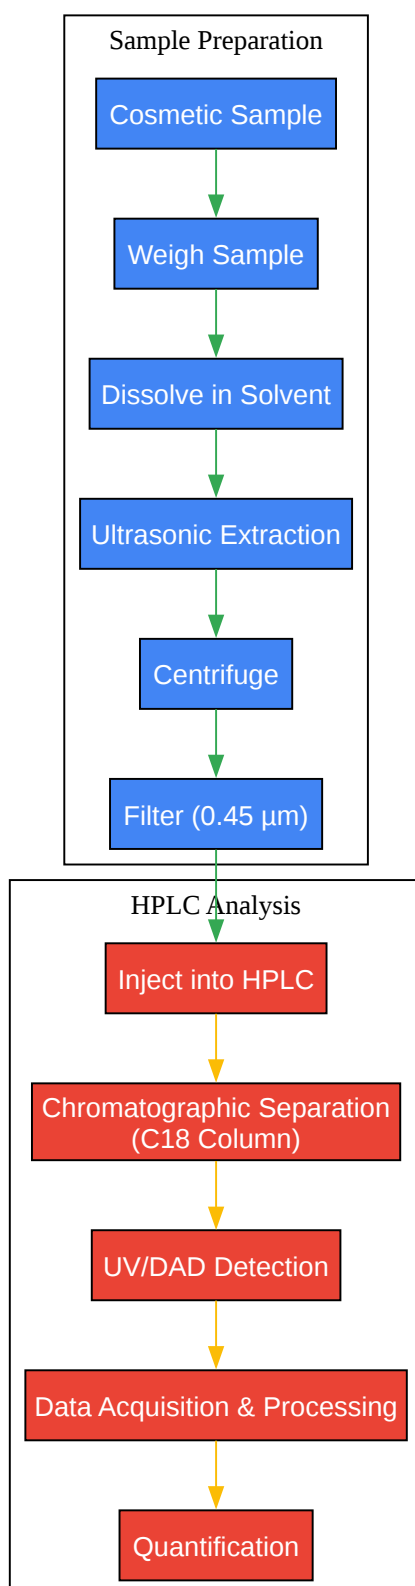 Sample Preparation
Cosmetic Sample
Weigh Sample
Dissolve in Solvent
Ultrasonic Extraction
Centrifuge
Filter (0.45 µm)
HPLC Analysis
Inject into HPLC
Chromatographic Separation
(C18 Column)
UV/DAD Detection
Data Acquisition & Processing
Quantification